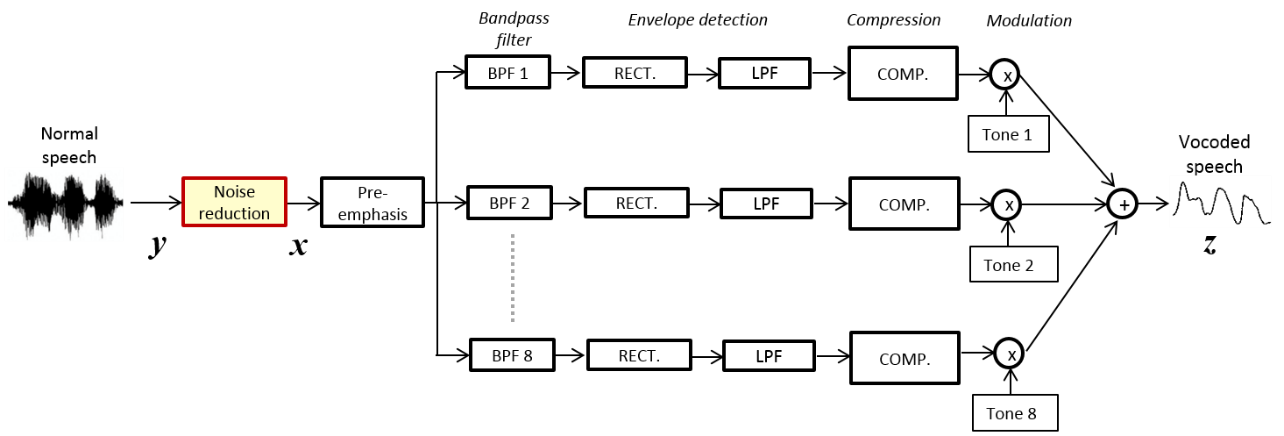 Bandpass
filter
Envelope detection
Compression
Modulation
BPF 1
RECT.
LPF
COMP.
x
Tone 1
Normal
speech
Vocoded
speech
Noise
reduction
Pre-
emphasis
BPF 2
RECT.
LPF
COMP.
x
+
Tone 2
y
x
z
BPF 8
RECT.
LPF
COMP.
x
Tone 8